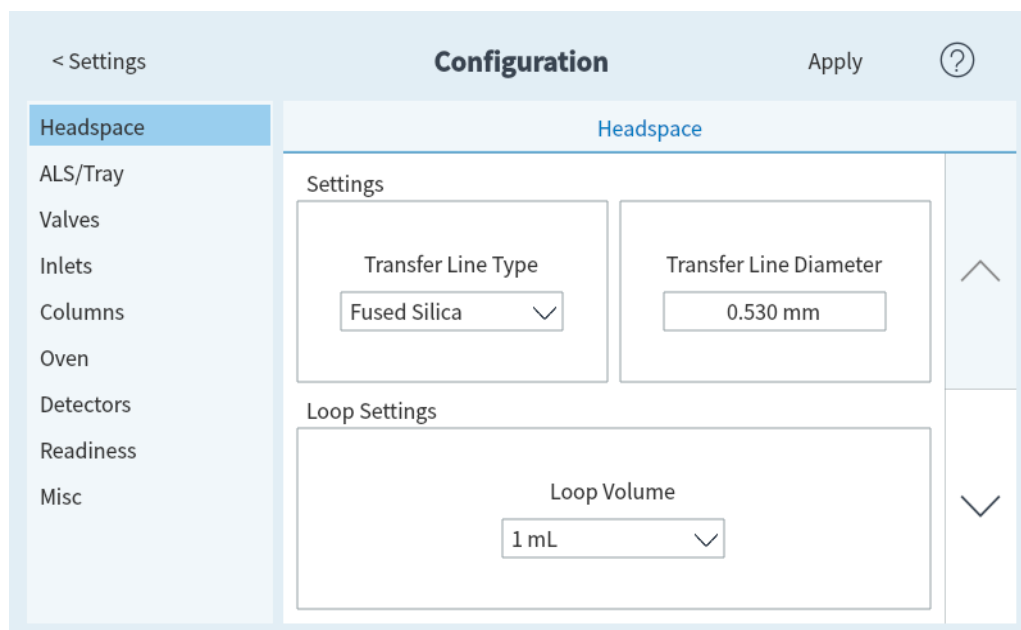 < Settings
Configuration
Apply
?
Headspace
ALS/Tray
Valves
Inlets
Columns
Oven
Detectors
Readiness
Misc
Headspace
Settings
Transfer Line Type
Fused Silica
Transfer Line Diameter
0.530 mm
Loop Settings
Loop Volume
1 mL